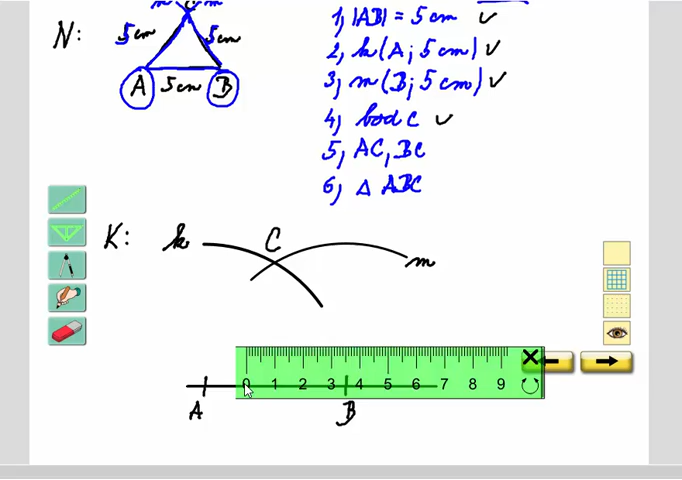 C
N: 5cm 5cm
A 5cm B
1, |AB| = 5 cm ✓
2, k (A; 5 cm) ✓
3, m (B; 5 cm) ✓
4, bod C ✓
5, AC, BC
6, △ ABC
K: k C
m
0 1 2 3 4 5 6 7 8 9
A B